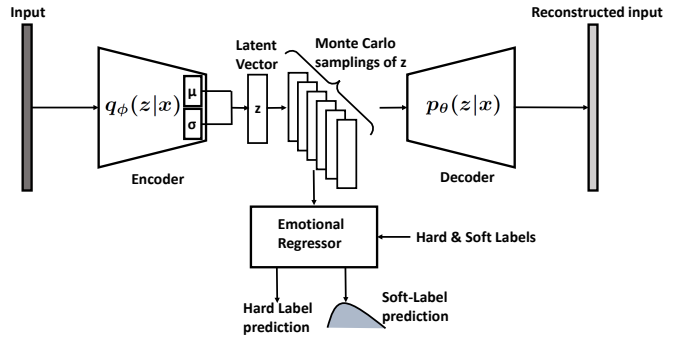 Input
Reconstructed input
Latent
Vector
Monte Carlo
samplings of z
qϕ(z|x)
μ
σ
z
pθ(z|x)
Encoder
Decoder
Emotional
Regressor
Hard & Soft Labels
Hard Label
prediction
Soft-Label
prediction